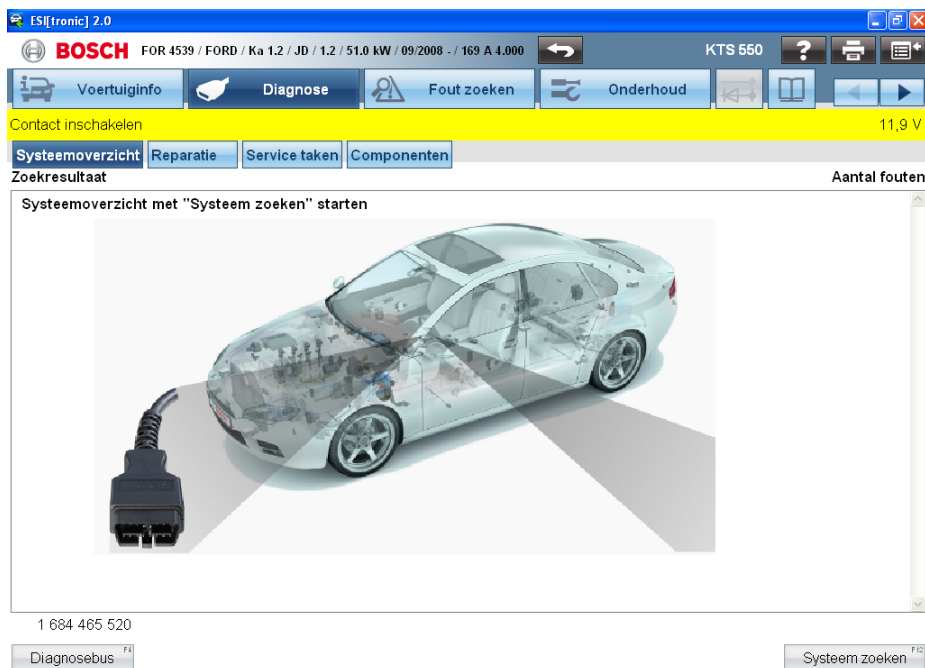 ESI[tronic] 2.0
BOSCH FOR 4539 / FORD / Ka 1.2 / JD / 1.2 / 51.0 kW / 09/2008 - / 169 A 4.000 KTS 550 ?
Voertuiginfo Diagnose Fout zoeken Onderhoud
Contact inschakelen 11,9 V
Systeemoverzicht Reparatie Service taken Componenten
Zoekresultaat Aantal fouten
Systeemoverzicht met "Systeem zoeken" starten
1 684 465 520
Diagnosebus Systeem zoeken F12